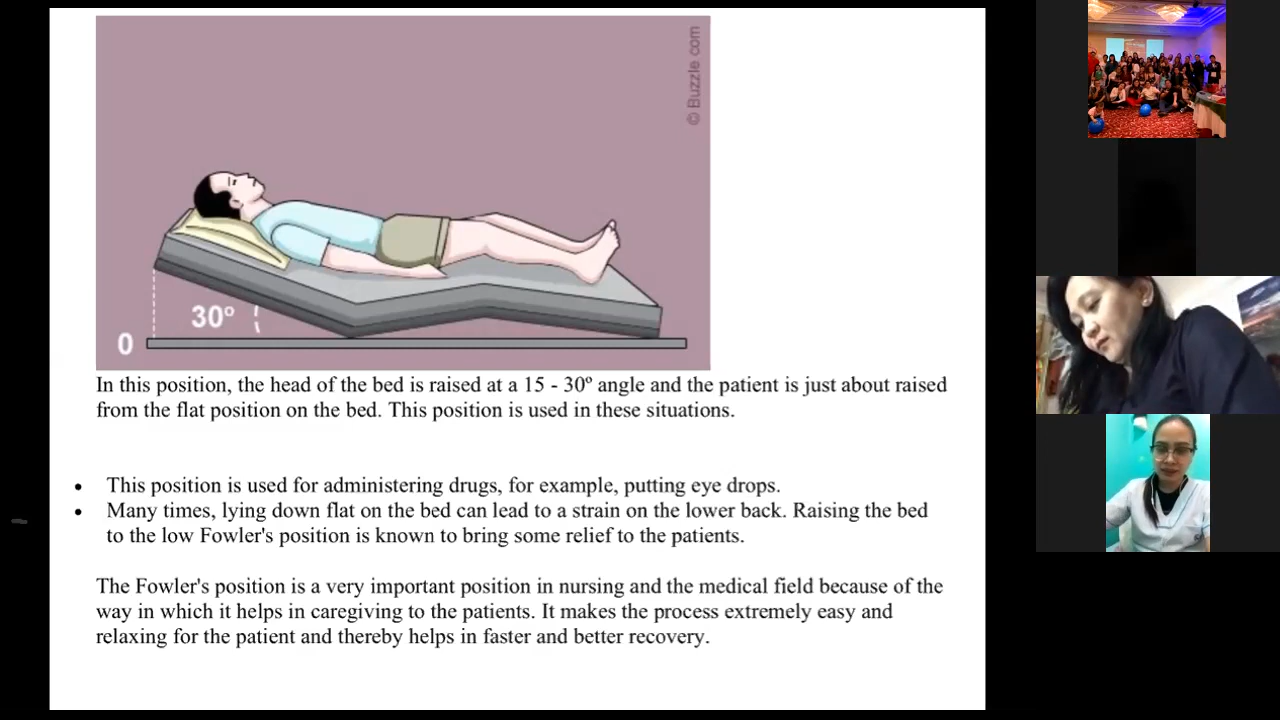 © Buzzle com
30º
0
In this position, the head of the bed is raised at a 15 - 30º angle and the patient is just about raised
from the flat position on the bed. This position is used in these situations.
• This position is used for administering drugs, for example, putting eye drops.
• Many times, lying down flat on the bed can lead to a strain on the lower back. Raising the bed
to the low Fowler's position is known to bring some relief to the patients.
The Fowler's position is a very important position in nursing and the medical field because of the
way in which it helps in caregiving to the patients. It makes the process extremely easy and
relaxing for the patient and thereby helps in faster and better recovery.